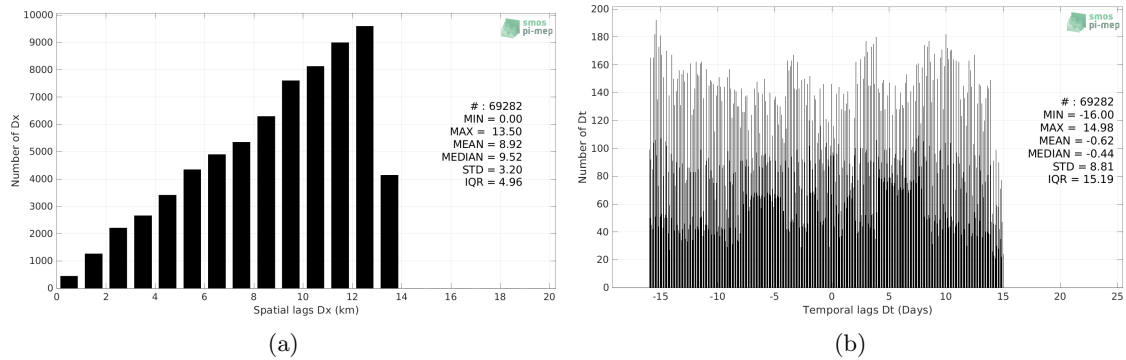 10000
9000
8000
7000
6000
5000
4000
3000
2000
1000
0
Number of Dx
0 2 4 6 8 10 12 14 16 18 20
Spatial lags Dx (km)
smos
pi-mep
# : 69282
MIN = 0.00
MAX = 13.50
MEAN = 8.92
MEDIAN = 9.52
STD = 3.20
IQR = 4.96
(a)
200
180
160
140
120
100
80
60
40
20
0
Number of Dt
-15 -10 -5 0 5 10 15 20 25
Temporal lags Dt (Days)
smos
pi-mep
# : 69282
MIN = -16.00
MAX = 14.98
MEAN = -0.62
MEDIAN = -0.44
STD = 8.81
IQR = 15.19
(b)